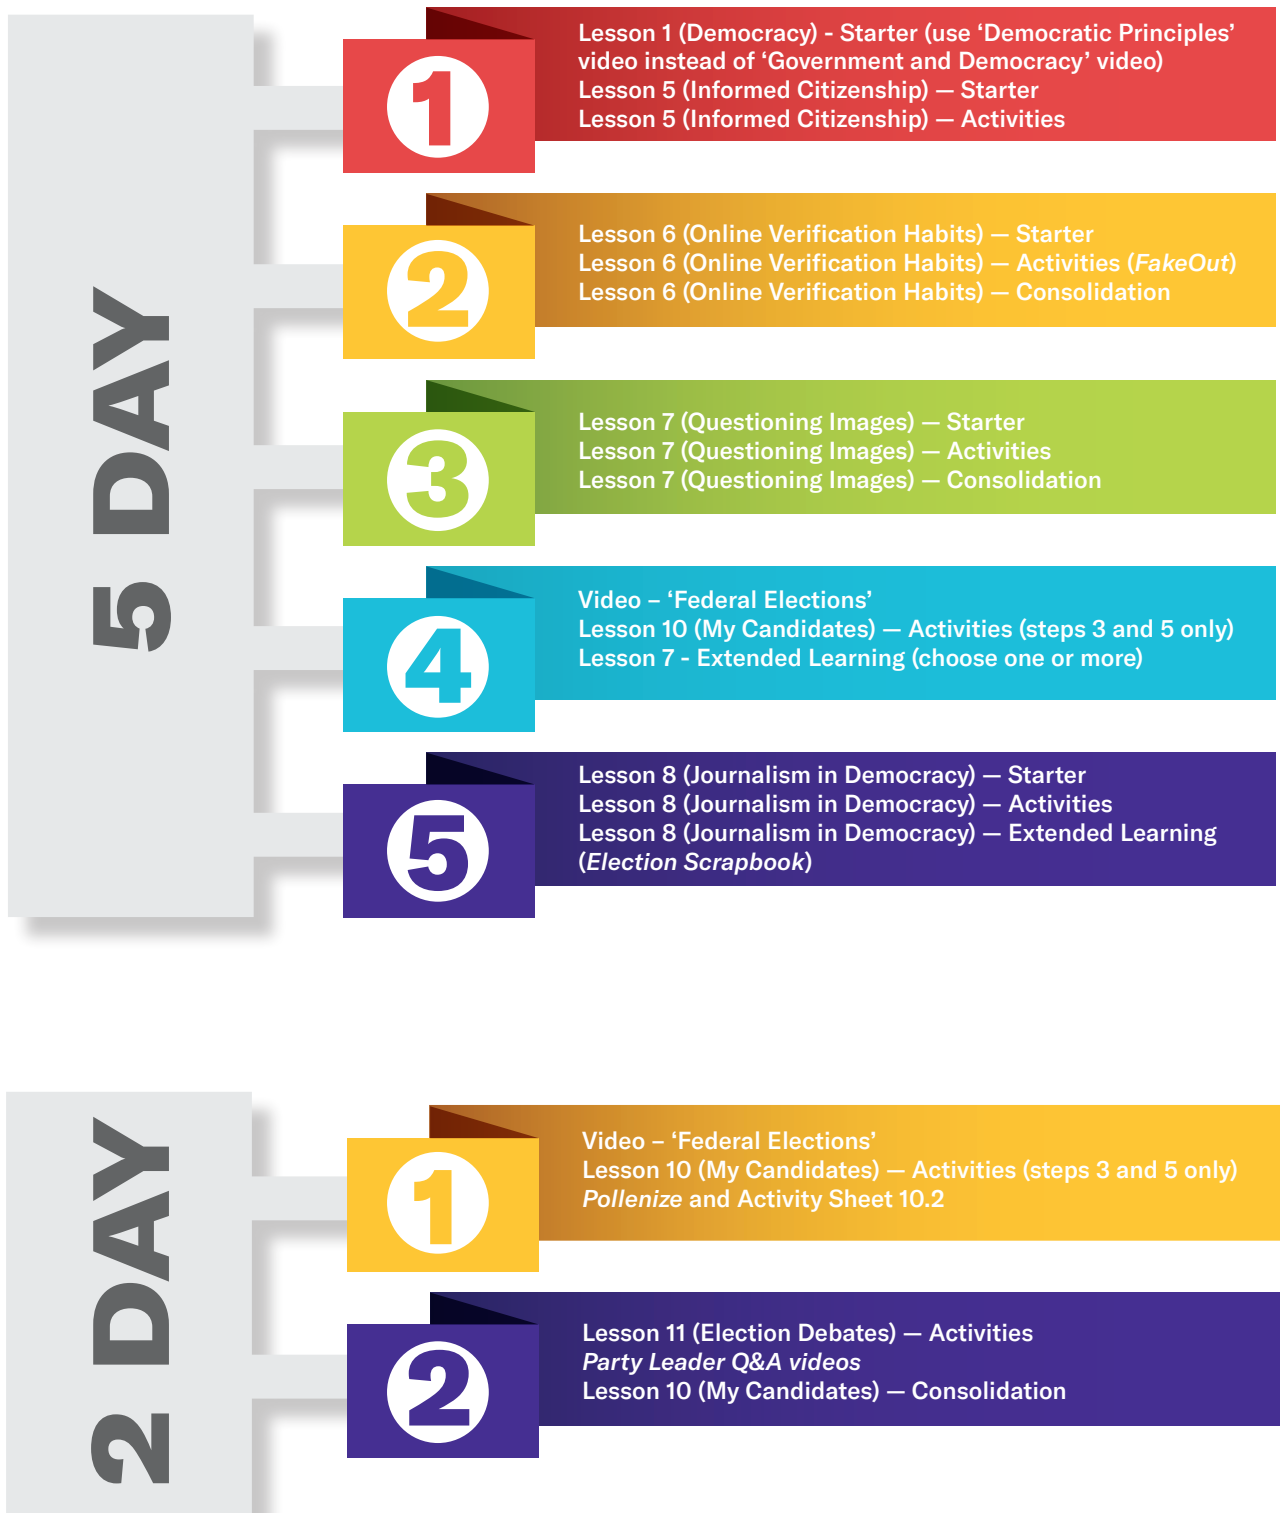 5 DAY
1
Lesson 1 (Democracy) - Starter (use ‘Democratic Principles’
video instead of ‘Government and Democracy’ video)
Lesson 5 (Informed Citizenship) — Starter
Lesson 5 (Informed Citizenship) — Activities
2
Lesson 6 (Online Verification Habits) — Starter
Lesson 6 (Online Verification Habits) — Activities (FakeOut)
Lesson 6 (Online Verification Habits) — Consolidation
3
Lesson 7 (Questioning Images) — Starter
Lesson 7 (Questioning Images) — Activities
Lesson 7 (Questioning Images) — Consolidation
4
Video – ‘Federal Elections’
Lesson 10 (My Candidates) — Activities (steps 3 and 5 only)
Lesson 7 - Extended Learning (choose one or more)
5
Lesson 8 (Journalism in Democracy) — Starter
Lesson 8 (Journalism in Democracy) — Activities
Lesson 8 (Journalism in Democracy) — Extended Learning
(Election Scrapbook)
2 DAY
1
Video – ‘Federal Elections’
Lesson 10 (My Candidates) — Activities (steps 3 and 5 only)
Pollenize and Activity Sheet 10.2
2
Lesson 11 (Election Debates) — Activities
Party Leader Q&A videos
Lesson 10 (My Candidates) — Consolidation